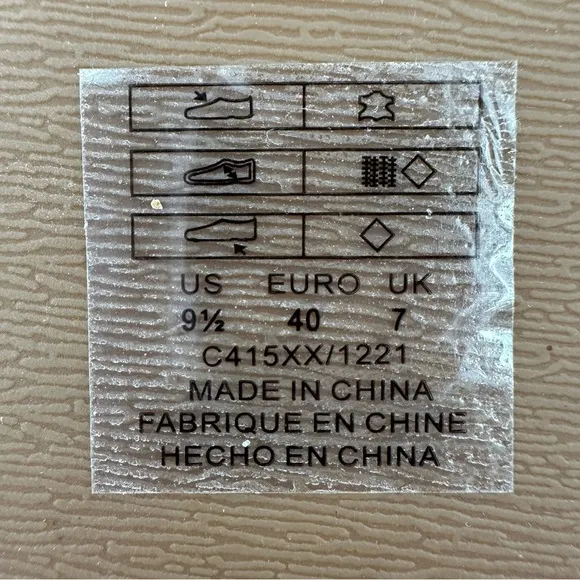 US EURO UK
9½ 40 7
C415XX/1221
MADE IN CHINA
FABRIQUE EN CHINE
HECHO EN CHINA